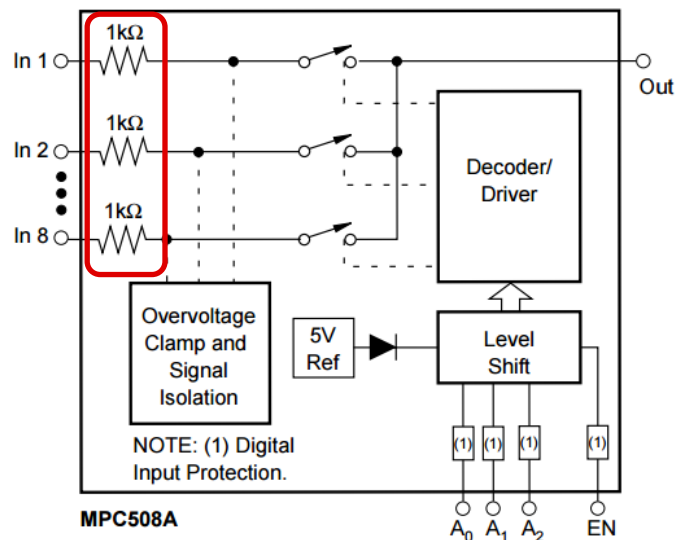 1kΩ
In 1
Out
1kΩ
In 2
Decoder/
Driver
1kΩ
In 8
Overvoltage
Clamp and
Signal
Isolation
5V
Ref
Level
Shift
NOTE: (1) Digital
Input Protection.
(1) (1) (1) (1)
MPC508A
A₀ A₁ A₂ EN